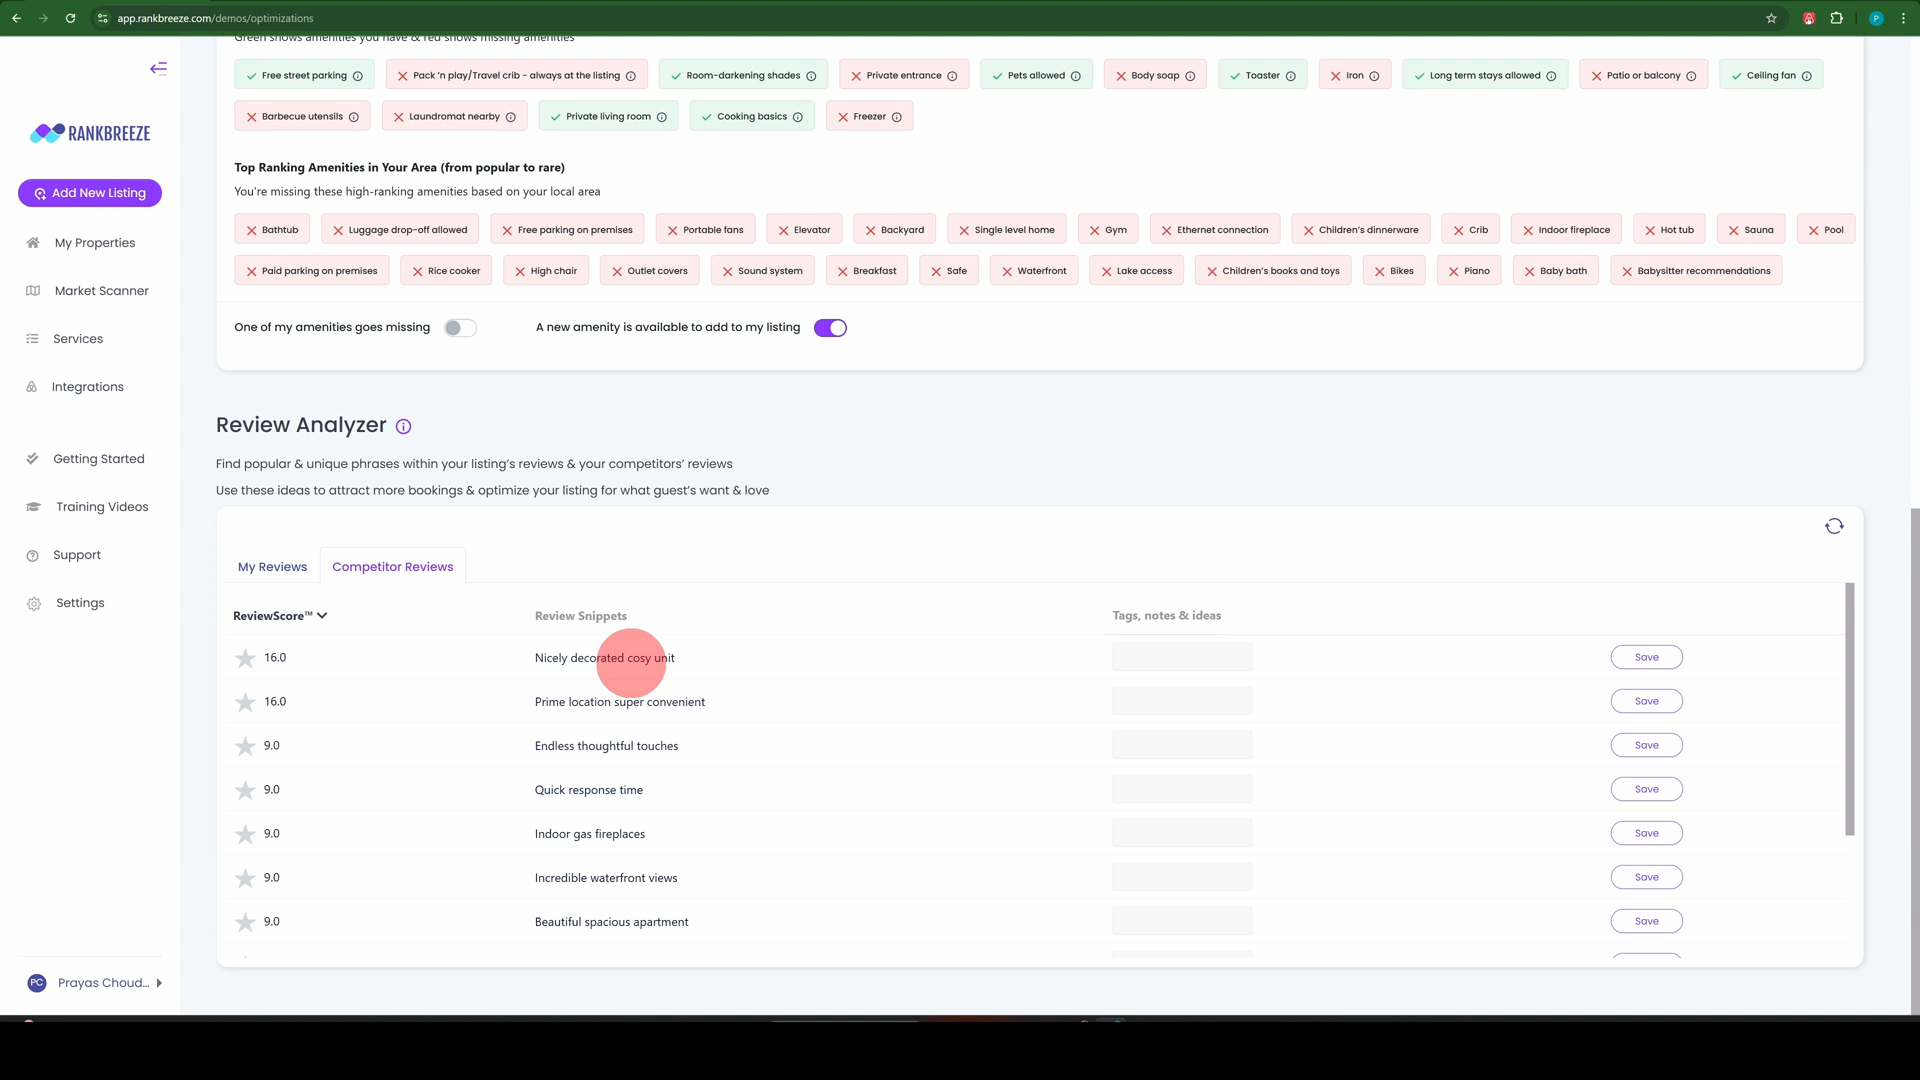 app.rankbreeze.com/demos/optimizations
P
Green shows amenities you have & red shows missing amenities
Free street parking Pack 'n play/Travel crib - always at the listing Room-darkening shades Private entrance Pets allowed Body soap Toaster Iron Long term stays allowed Patio or balcony Ceiling fan
Barbecue utensils Laundromat nearby Private living room Cooking basics Freezer
RANKBREEZE
Top Ranking Amenities in Your Area (from popular to rare)
You're missing these high-ranking amenities based on your local area
Add New Listing
Bathtub Luggage drop-off allowed Free parking on premises Portable fans Elevator Backyard Single level home Gym Ethernet connection Children's dinnerware Crib Indoor fireplace Hot tub Sauna Pool
My Properties
Paid parking on premises Rice cooker High chair Outlet covers Sound system Breakfast Safe Waterfront Lake access Children's books and toys Bikes Piano Baby bath Babysitter recommendations
Market Scanner
One of my amenities goes missing A new amenity is available to add to my listing
Services
Integrations
Review Analyzer
Getting Started
Find popular & unique phrases within your listing's reviews & your competitors' reviews
Use these ideas to attract more bookings & optimize your listing for what guest's want & love
Training Videos
Support
My Reviews Competitor Reviews
Settings
ReviewScore™ Review Snippets Tags, notes & ideas
16.0 Nicely decorated cosy unit Save
16.0 Prime location super convenient Save
9.0 Endless thoughtful touches Save
9.0 Quick response time Save
9.0 Indoor gas fireplaces Save
9.0 Incredible waterfront views Save
9.0 Beautiful spacious apartment Save
PC Prayas Choud...